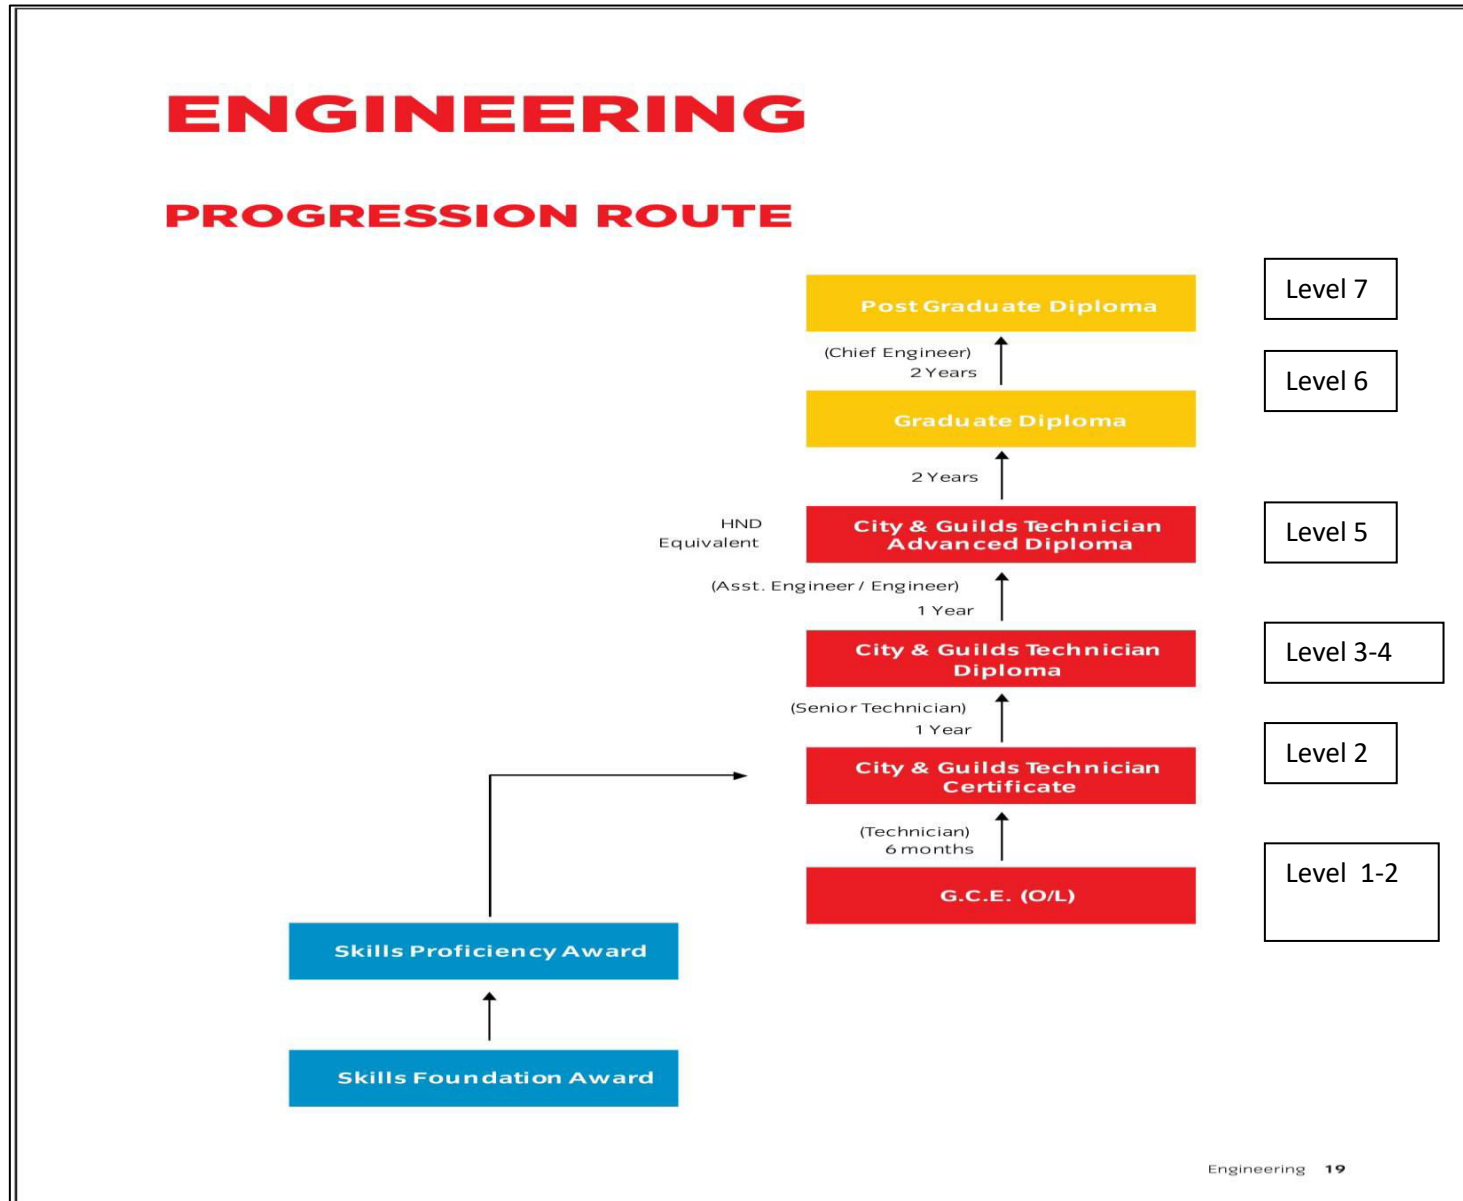 ENGINEERING
PROGRESSION ROUTE
Post Graduate Diploma
Level 7
(Chief Engineer)
2 Years
Level 6
Graduate Diploma
2 Years
HND
Equivalent
City & Guilds Technician
Advanced Diploma
Level 5
(Asst. Engineer / Engineer)
1 Year
City & Guilds Technician
Diploma
Level 3-4
(Senior Technician)
1 Year
City & Guilds Technician
Certificate
Level 2
(Technician)
6 months
G.C.E. (O/L)
Level 1-2
Skills Proficiency Award
Skills Foundation Award
Engineering 19